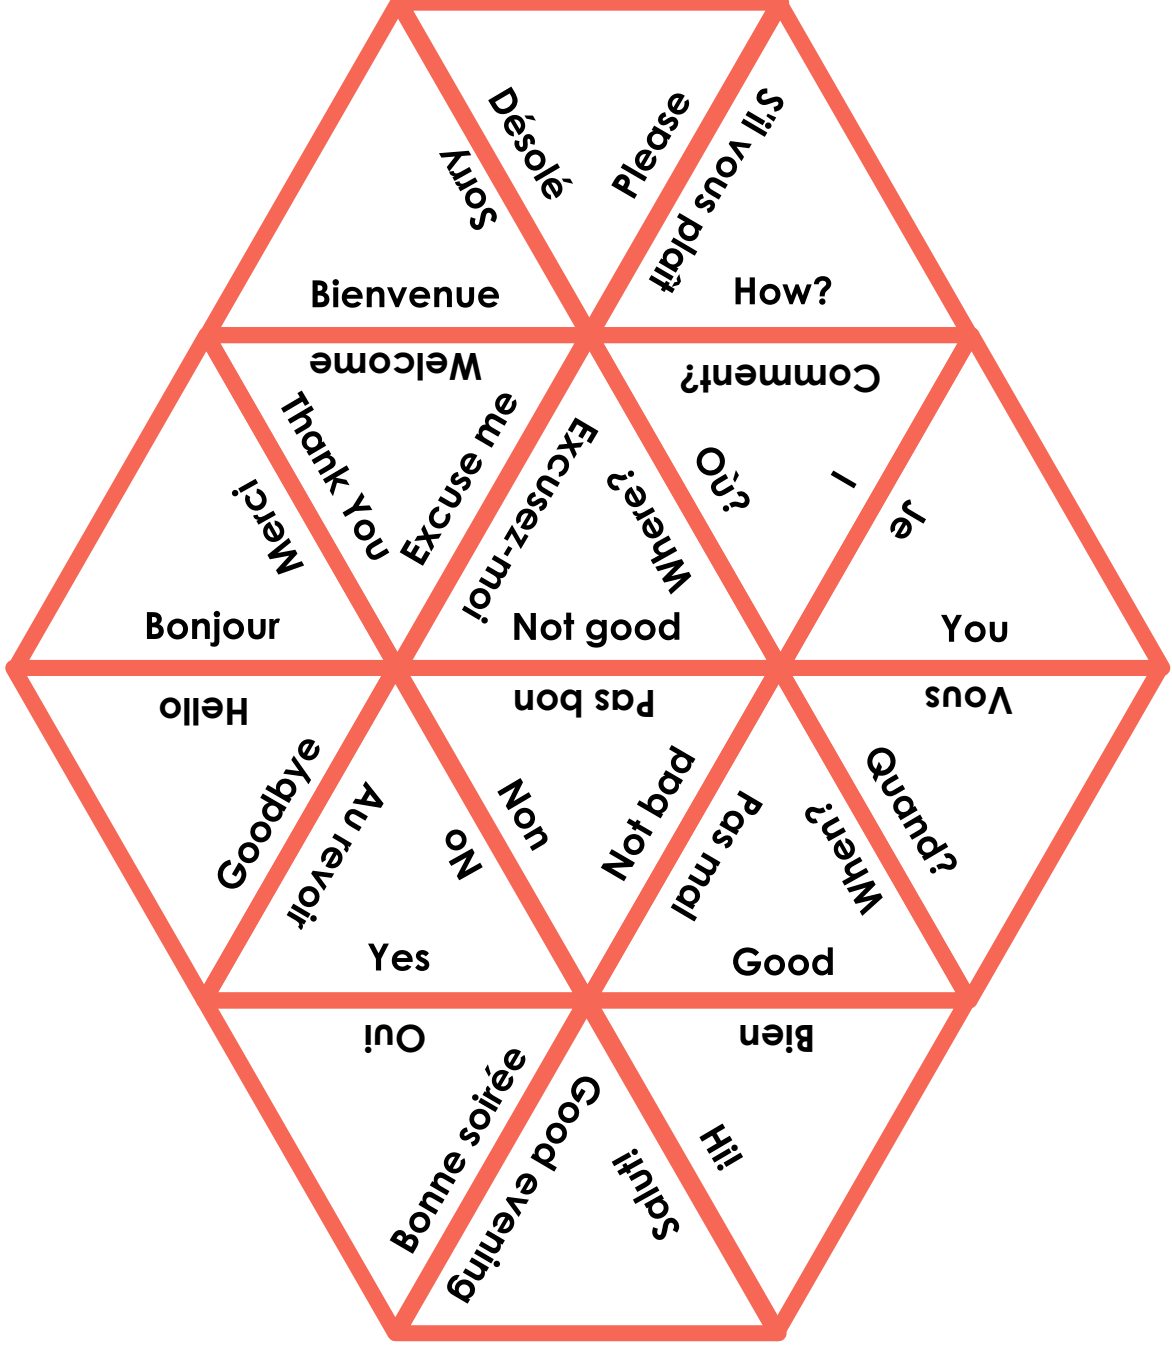 Désolé
Please
S'il vous plaît
Sorry
Bienvenue
How?
Welcome
Comment?
Thank You
Excuse me
Excusez-moi
Where?
Où?
I
Je
Merci
Bonjour
Not good
You
Hello
Pas bon
Vous
Goodbye
Au revoir
No
Non
Not bad
Pas mal
When?
Quand?
Yes
Good
Oui
Bien
Bonne soirée
Good evening
Salut!
Hi!